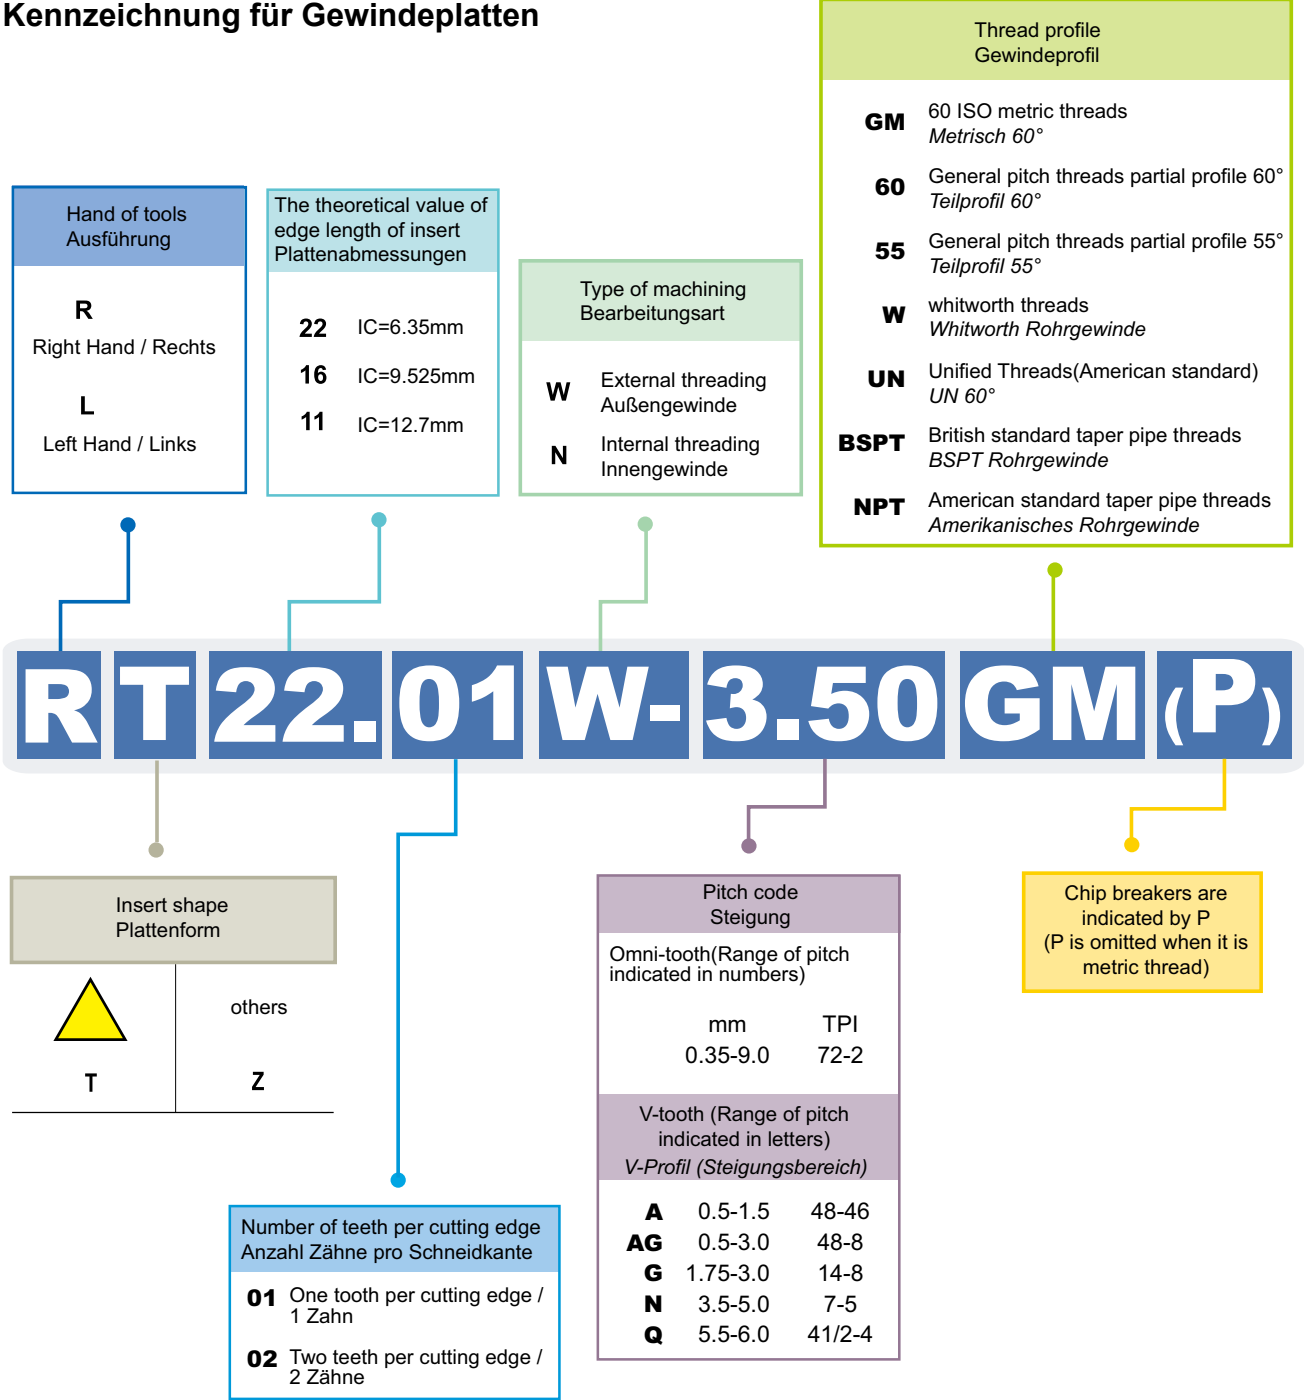 Kennzeichnung für Gewindeplatten
Thread profile
Gewindeprofil
GM 60 ISO metric threads
Metrisch 60°
60 General pitch threads partial profile 60°
Teilprofil 60°
55 General pitch threads partial profile 55°
Teilprofil 55°
W whitworth threads
Whitworth Rohrgewinde
UN Unified Threads(American standard)
UN 60°
BSPT British standard taper pipe threads
BSPT Rohrgewinde
NPT American standard taper pipe threads
Amerikanisches Rohrgewinde
Hand of tools
Ausführung
R
Right Hand / Rechts
L
Left Hand / Links
The theoretical value of
edge length of insert
Plattenabmessungen
22 IC=6.35mm
16 IC=9.525mm
11 IC=12.7mm
Type of machining
Bearbeitungsart
W External threading
Außengewinde
N Internal threading
Innengewinde
R T 22. 01 W- 3.50 GM (P)
Insert shape
Plattenform
others
T Z
Number of teeth per cutting edge
Anzahl Zähne pro Schneidkante
01 One tooth per cutting edge /
1 Zahn
02 Two teeth per cutting edge /
2 Zähne
Pitch code
Steigung
Omni-tooth(Range of pitch
indicated in numbers)
mm TPI
0.35-9.0 72-2
V-tooth (Range of pitch
indicated in letters)
V-Profil (Steigungsbereich)
A 0.5-1.5 48-46
AG 0.5-3.0 48-8
G 1.75-3.0 14-8
N 3.5-5.0 7-5
Q 5.5-6.0 41/2-4
Chip breakers are
indicated by P
(P is omitted when it is
metric thread)